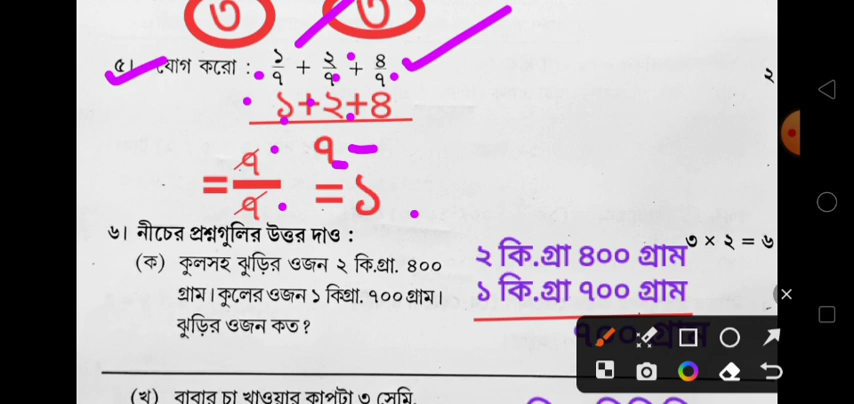 ৩ ৩
৫। যোগ করো : ১/৭ + ২/৭ + ৪/৭
২
১+২+৪
৭
= ৭/৭ = ১
৬। নীচের প্রশ্নগুলির উত্তর দাও :
৩ × ২ = ৬
(ক) কুলসহ ঝুড়ির ওজন ২ কি.গ্রা. ৪০০
গ্রাম। কুলের ওজন ১ কিগ্রা. ৭০০ গ্রাম।
ঝুড়ির ওজন কত?
২ কি.গ্রা ৪০০ গ্রাম
১ কি.গ্রা ৭০০ গ্রাম
৭০০ গ্রাম
(খ) বাবার চা খাওয়ার কাপটা ৩ সেমি.